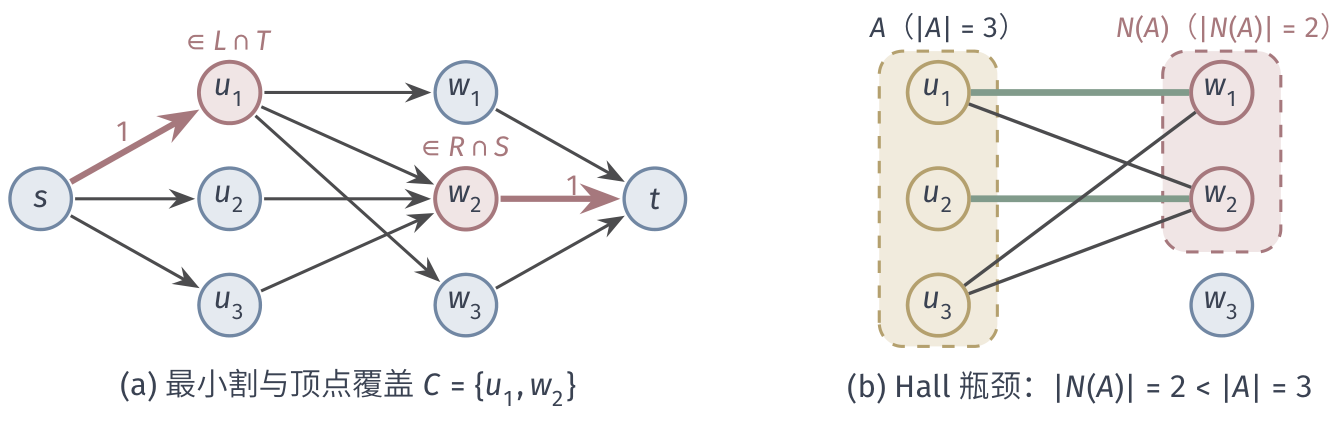 ∈ L ∩ T
u1
w1
1
∈ R ∩ S
s
u2
w2
1
t
u3
w3
(a) 最小割与顶点覆盖 C = {u1, w2}
A（|A| = 3）
N(A)（|N(A)| = 2）
u1
w1
u2
w2
u3
w3
(b) Hall 瓶颈：|N(A)| = 2 < |A| = 3